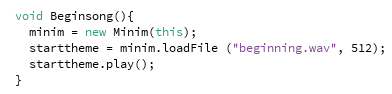 void Beginsong(){
  minim = new Minim(this);
  starttheme = minim.loadFile ("beginning.wav", 512);
  starttheme.play();
}